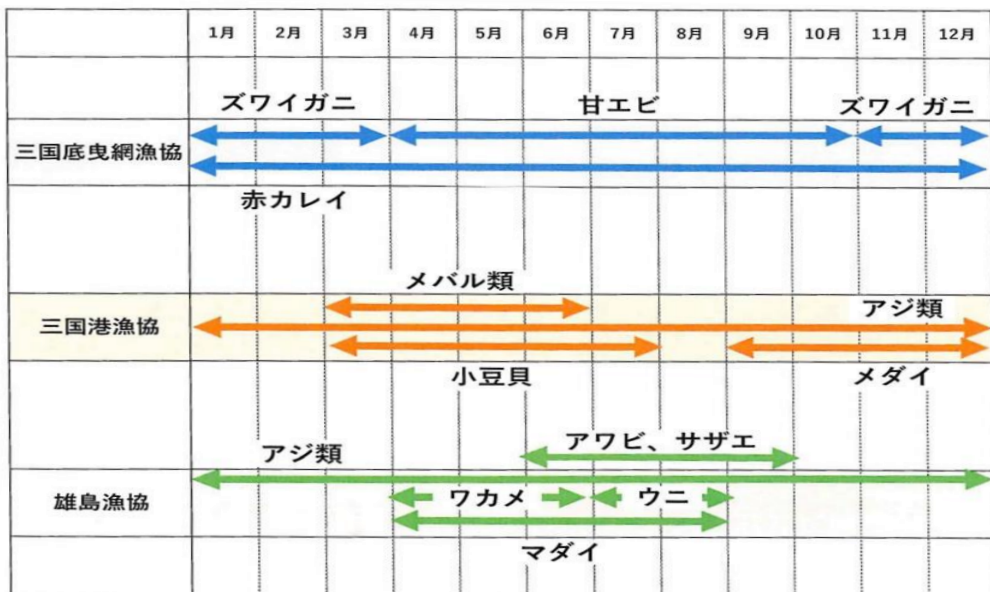 1月 2月 3月 4月 5月 6月 7月 8月 9月 10月 11月 12月
ズワイガニ 甘エビ ズワイガニ
三国底曳網漁協
赤カレイ
メバル類
アジ類
三国港漁協
小豆貝 メダイ
アワビ、サザエ
アジ類
雄島漁協 ワカメ ウニ
マダイ